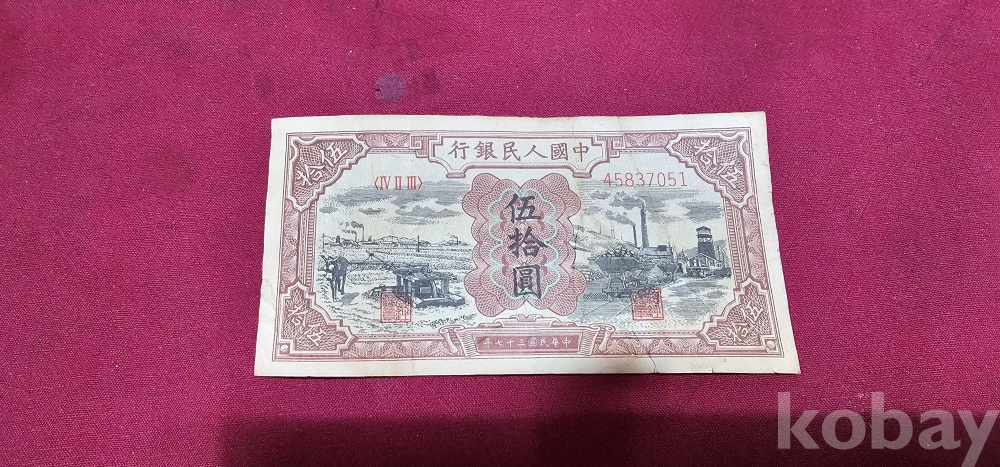 行銀民人國中
伍拾
伍拾
〈Ⅳ Ⅱ Ⅲ〉
45837051
伍拾圓
伍拾
年七十三國民華中
伍拾
kobay